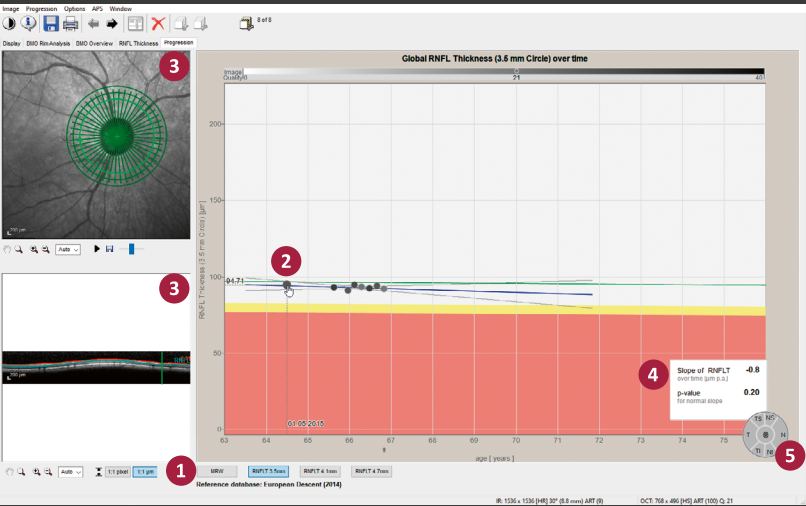 Image Progression Options APS Window
8 of 8
Display BMO Rim Analysis BMO Overview RNFL Thickness Progression
3
Global RNFL Thickness (3.5 mm Circle) over time
Image
Quality 0 21 40
200 µm
Auto
200
150
100
50
0
RNFL Thickness (3.5 mm Circle) [µm]
94.71
2
01.05.2015
63 64 65 66 67 68 69 70 71 72 73 74 75
age [ years ]
3
200 µm
4
Slope of RNFLT -0.8
over time [µm p.a.]
p-value 0.20
for normal slope
TS NS
T G N
TI NI
5
Auto 1:1 pixel 1:1 µm
1
MRW RNFLT 3.5mm RNFLT 4.1mm RNFLT 4.7mm
Reference database: European Descent (2014)
IR: 1536 x 1536 [HR] 30° (8.8 mm) ART (9) OCT: 768 x 496 [HS] ART (100) Q: 21